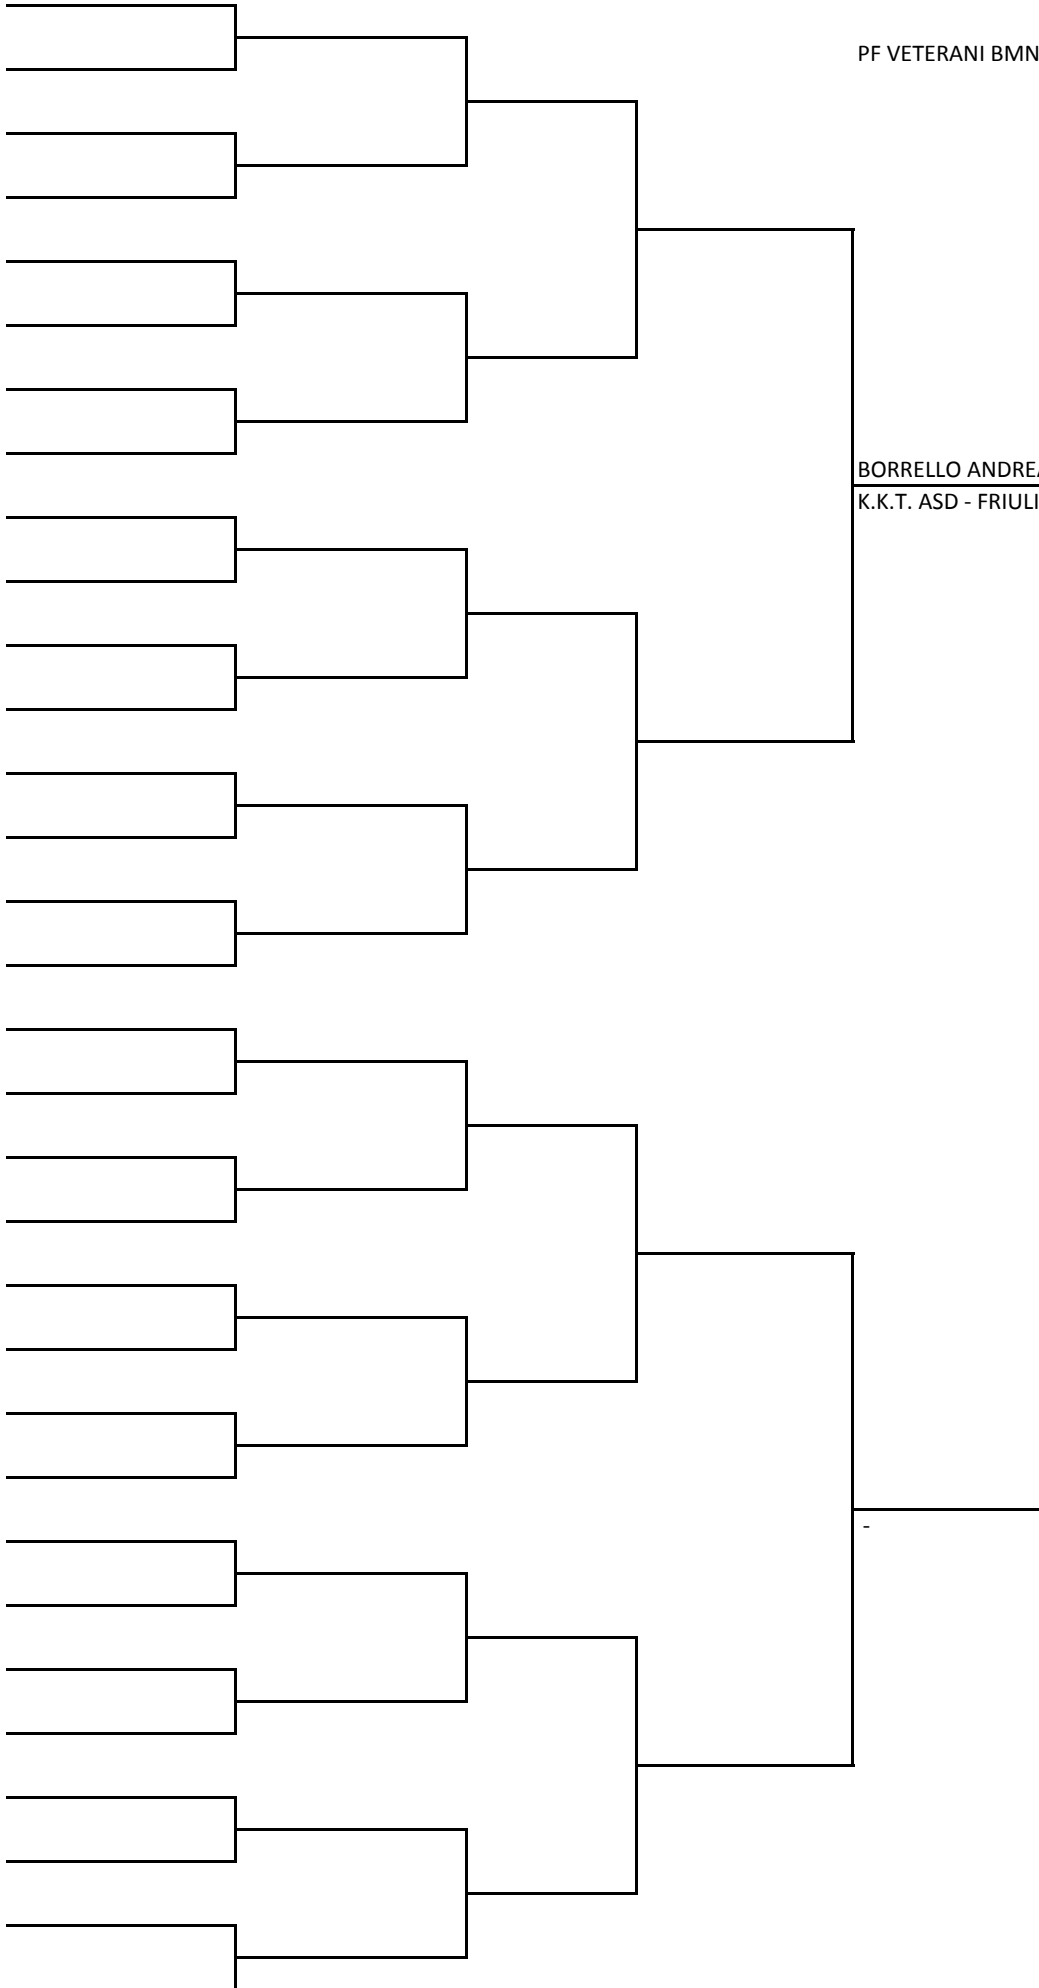 PF VETERANI BMN
BORRELLO ANDREA
K.K.T. ASD - FRIULI
-